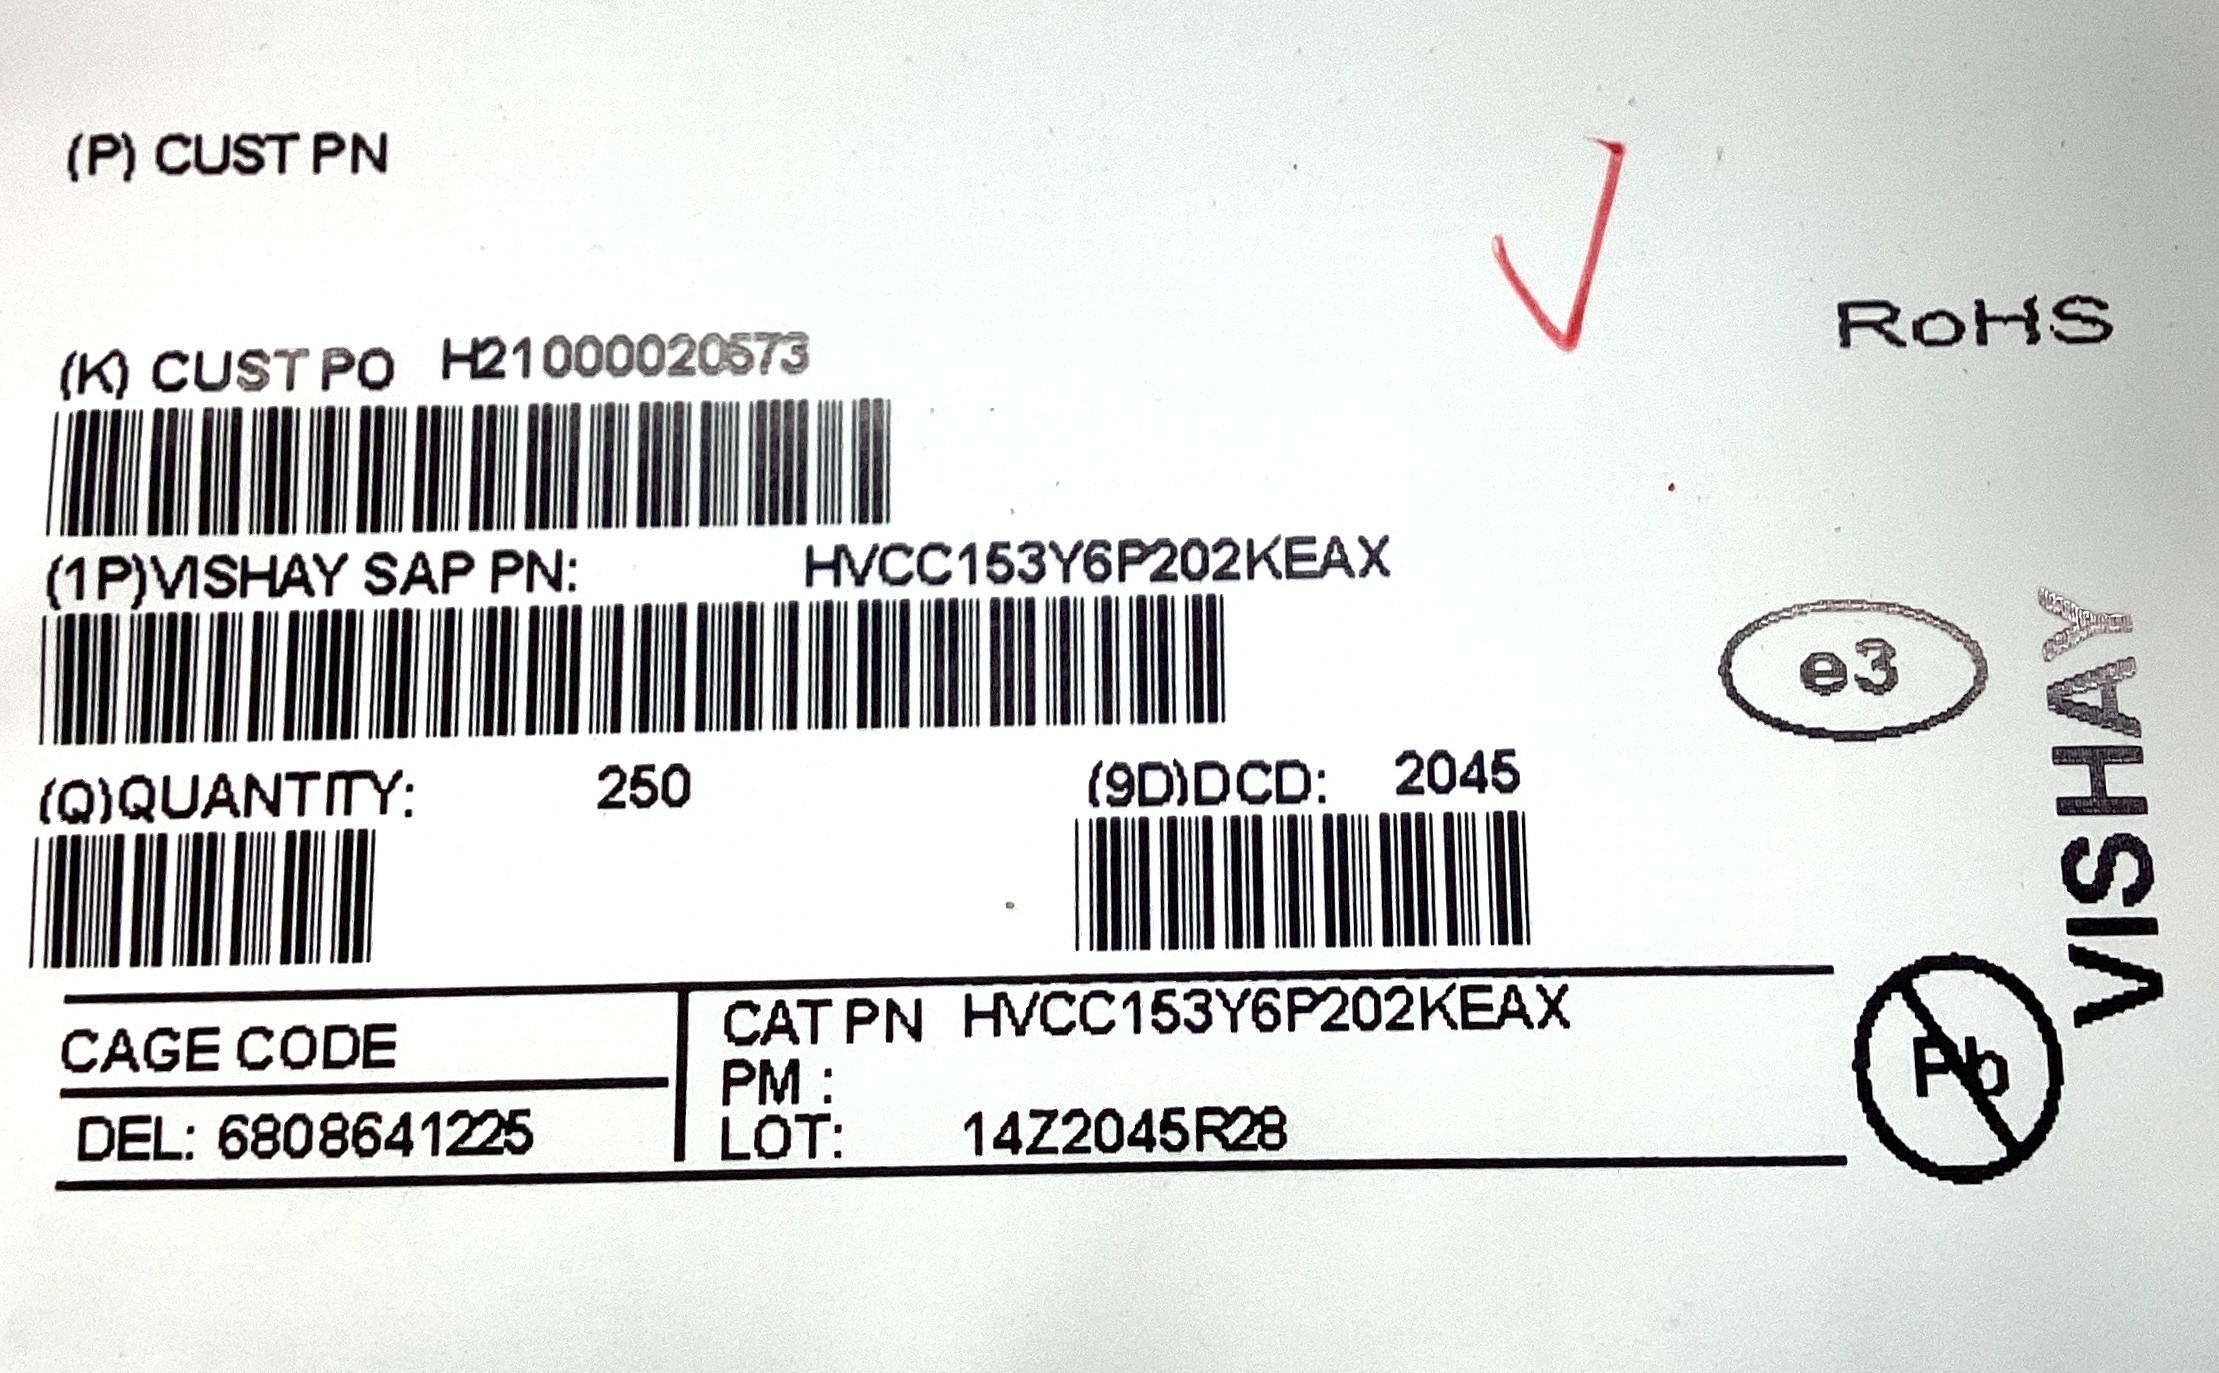 (P) CUST PN
RoHS
(K) CUST PO H21000020573
(1P)VISHAY SAP PN: HVCC153Y6P202KEAX
e3
VISHAY
(Q)QUANTITY: 250 (9D)DCD: 2045
CAGE CODE
DEL: 6808641225
CAT PN HVCC153Y6P202KEAX
PM :
LOT: 14Z2045R28
Pb